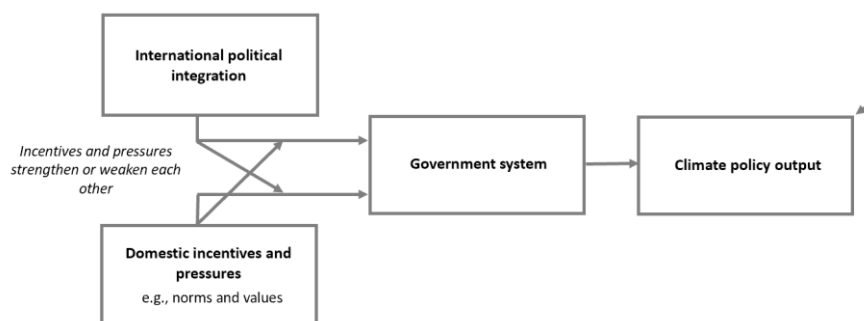 International political
integration
Incentives and pressures
strengthen or weaken each
other
Government system
Climate policy output
Domestic incentives and
pressures
e.g., norms and values